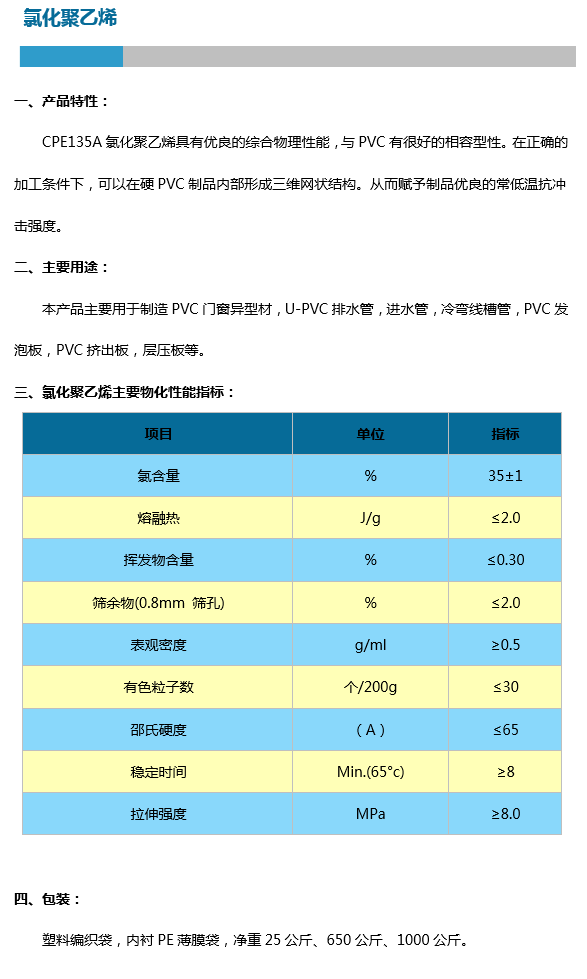 氯化聚乙烯
一、产品特性：
CPE135A 氯化聚乙烯具有优良的综合物理性能，与 PVC 有很好的相容型性。在正确的
加工条件下，可以在硬 PVC 制品内部形成三维网状结构。从而赋予制品优良的常低温抗冲
击强度。
二、主要用途：
本产品主要用于制造 PVC 门窗异型材，U-PVC 排水管，进水管，冷弯线槽管，PVC 发
泡板，PVC 挤出板，层压板等。
三、氯化聚乙烯主要物化性能指标：
项目 单位 指标
氯含量 % 35±1
熔融热 J/g ≤2.0
挥发物含量 % ≤0.30
筛余物(0.8mm 筛孔) % ≤2.0
表观密度 g/ml ≥0.5
有色粒子数 个/200g ≤30
邵氏硬度 （A） ≤65
稳定时间 Min.(65°c) ≥8
拉伸强度 MPa ≥8.0
四、包装：
塑料编织袋，内衬 PE 薄膜袋，净重 25 公斤、650 公斤、1000 公斤。